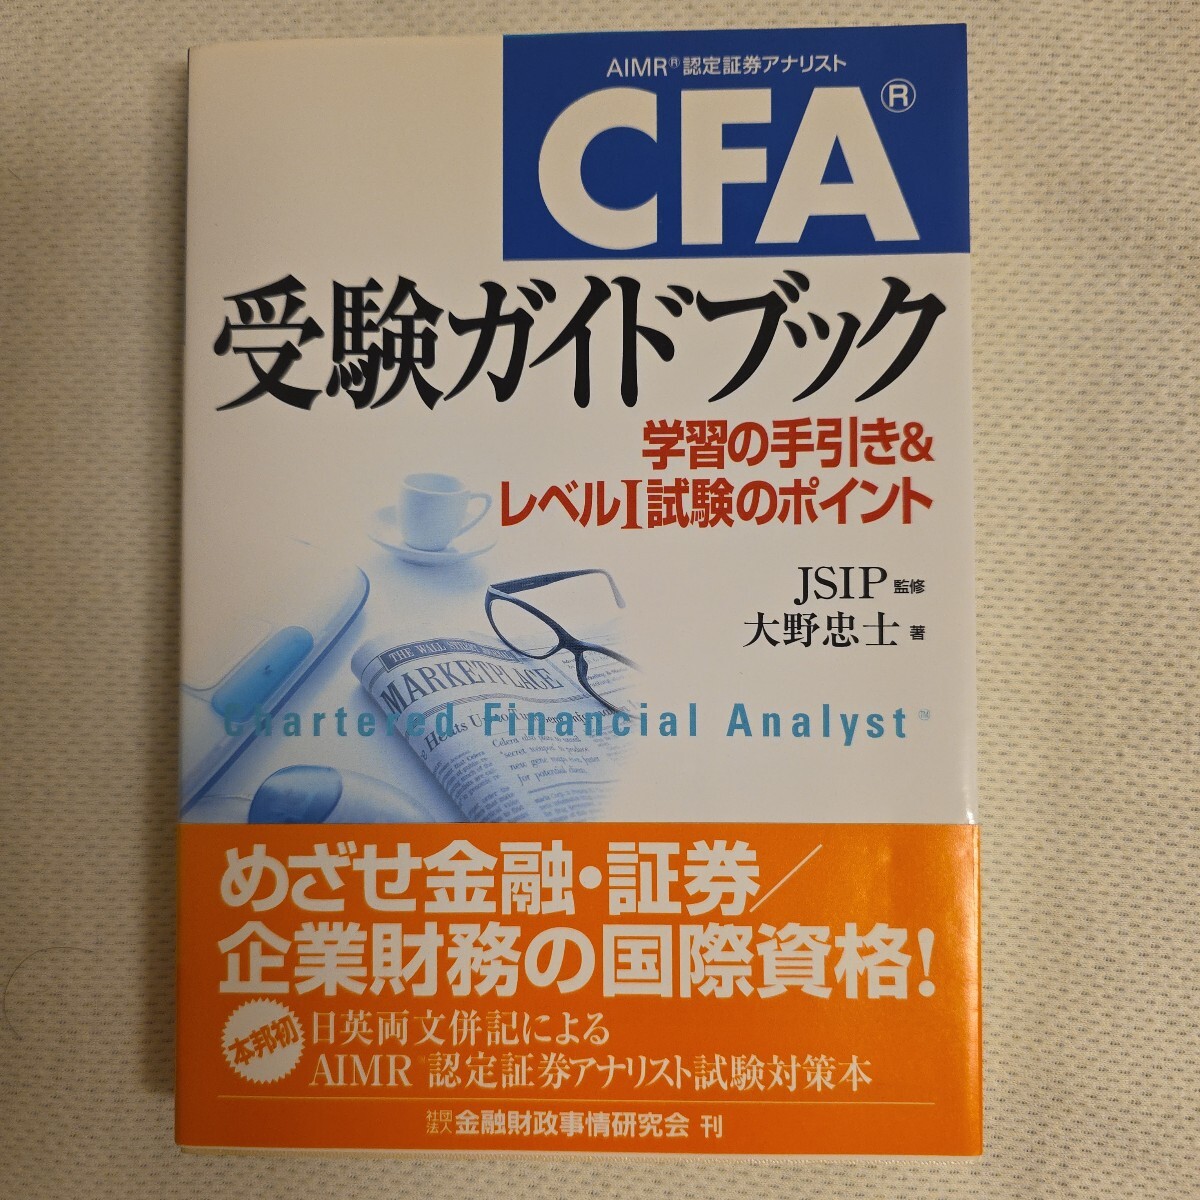 AIMR®認定証券アナリスト
CFA®
受験ガイドブック
学習の手引き&
レベルI試験のポイント
JSIP 監修
大野忠士 著
THE WALL STREET JOURNAL
MARKETPLACE
Chartered Financial Analyst™
めざせ金融・証券/
企業財務の国際資格!
本邦初
日英両文併記による
AIMR®認定証券アナリスト試験対策本
社団法人 金融財政事情研究会 刊